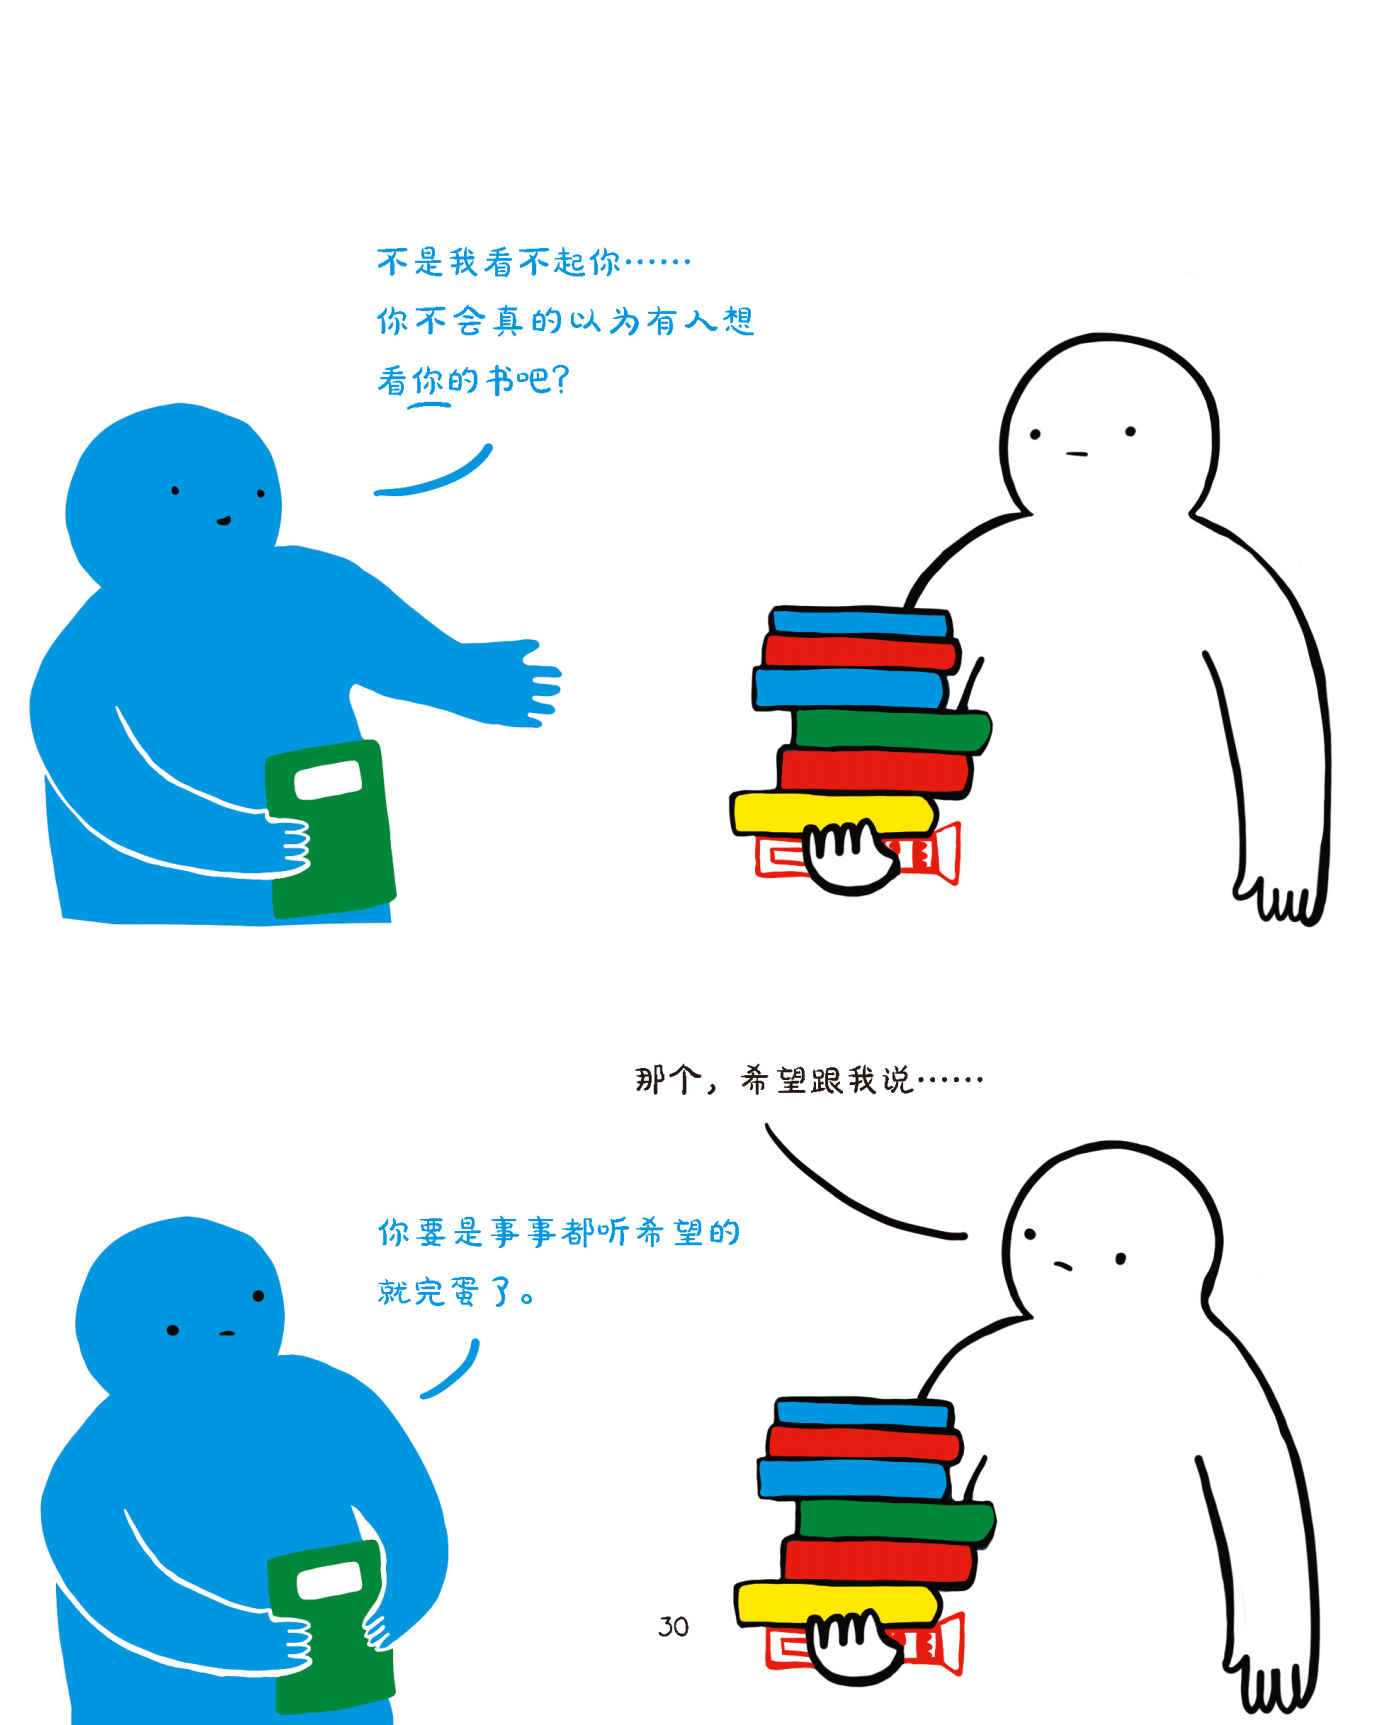 不是我看不起你……
你不会真的以为有人想
看你的书吧？
那个，希望跟我说……
你要是事事都听希望的
就完蛋了。
30